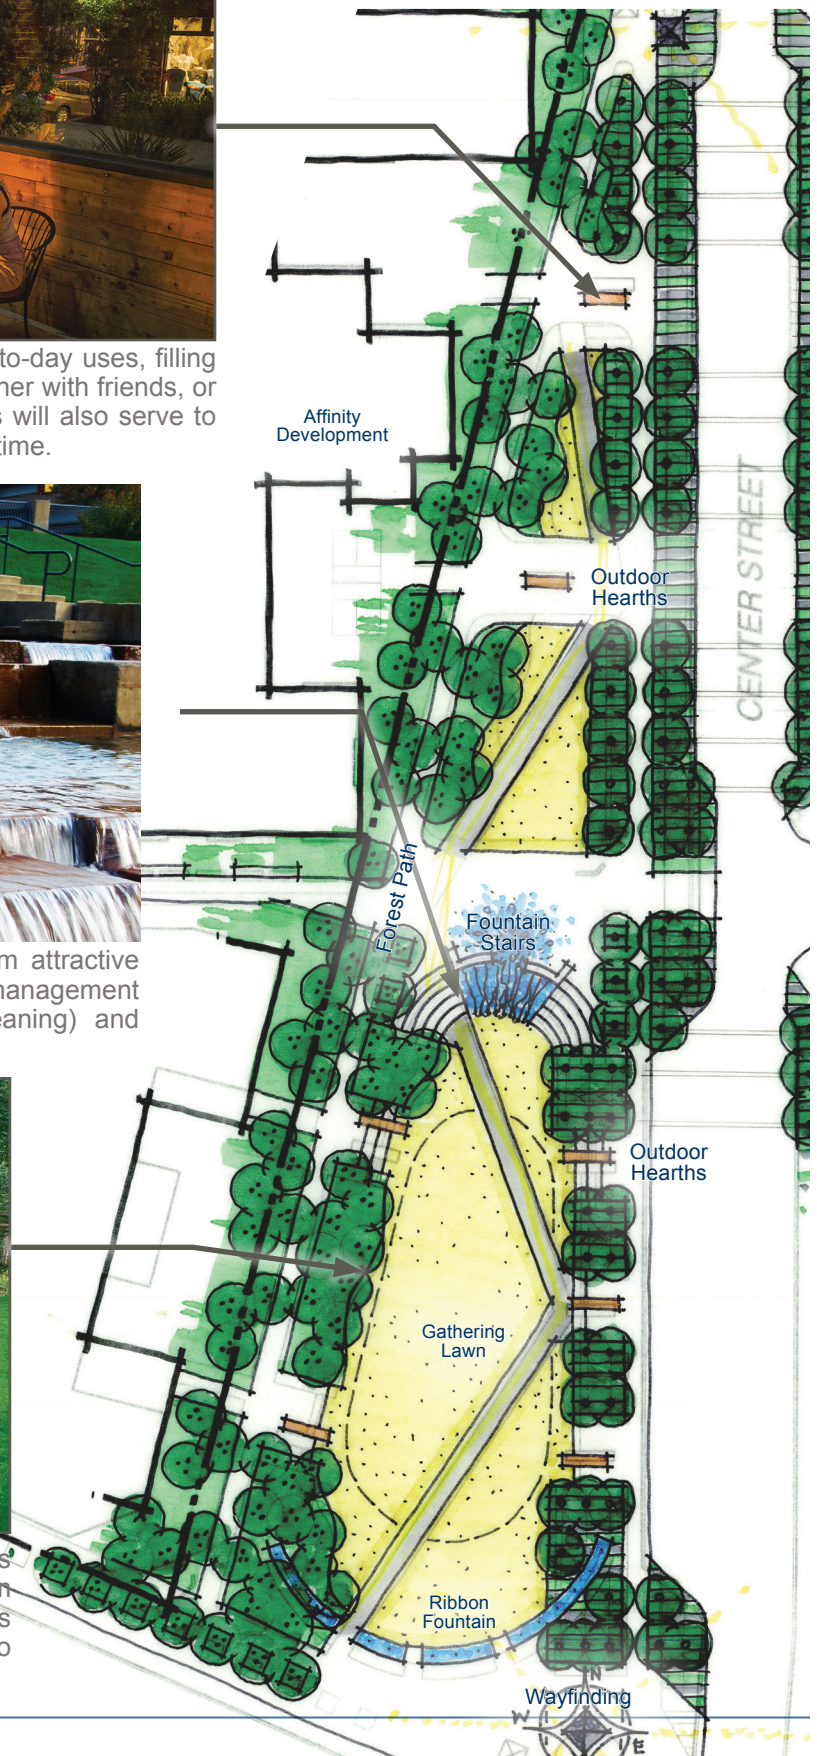 to-day uses, filling
ner with friends, or
s will also serve to
time.
Affinity
Development
CENTER STREET
Outdoor
Hearths
Forest Path
Fountain
Stairs
m attractive
management
eaning) and
Outdoor
Hearths
Gathering
Lawn
s
n
s
o
Ribbon
Fountain
N
Wayfinding
W
E